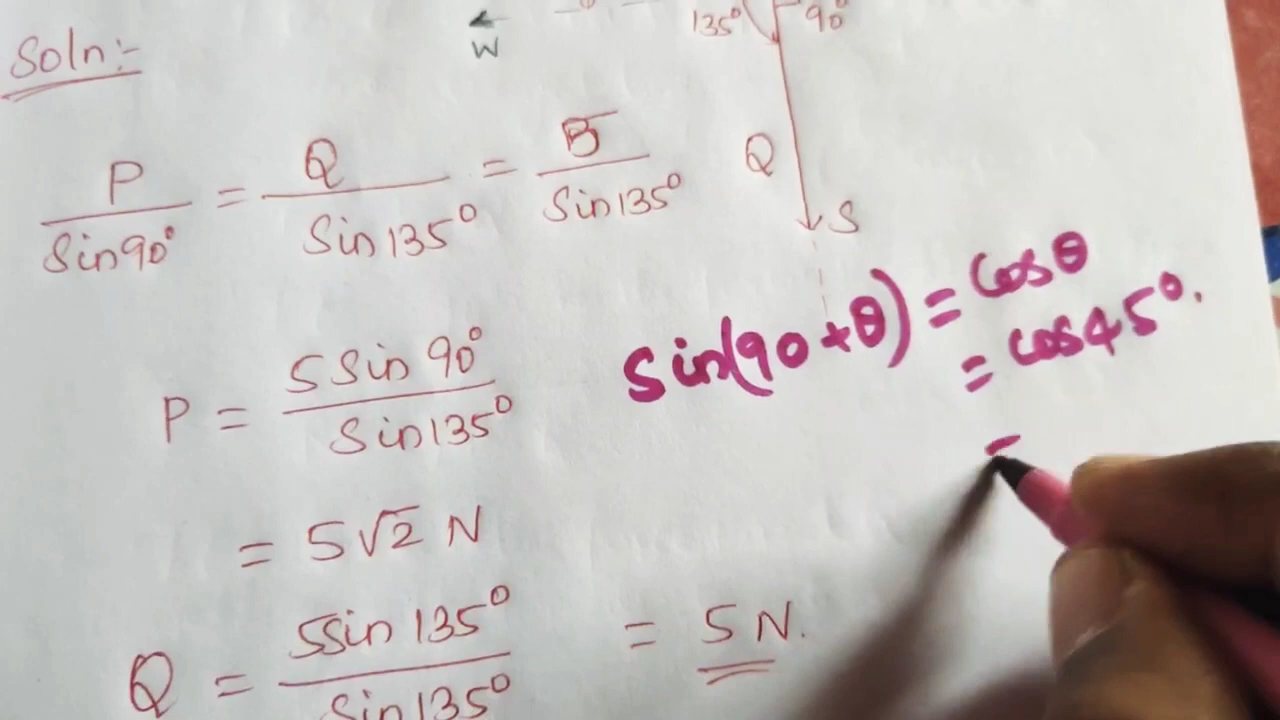 Soln:-
W
135° 90°
P/Sin90° = Q/Sin135° = 5/Sin135°
Q
S
Sin(90+θ) = Cosθ
= cos45°.
=
P = 5Sin90°/Sin135°
= 5√2 N
Q = 5Sin135°/Sin135° = 5N.